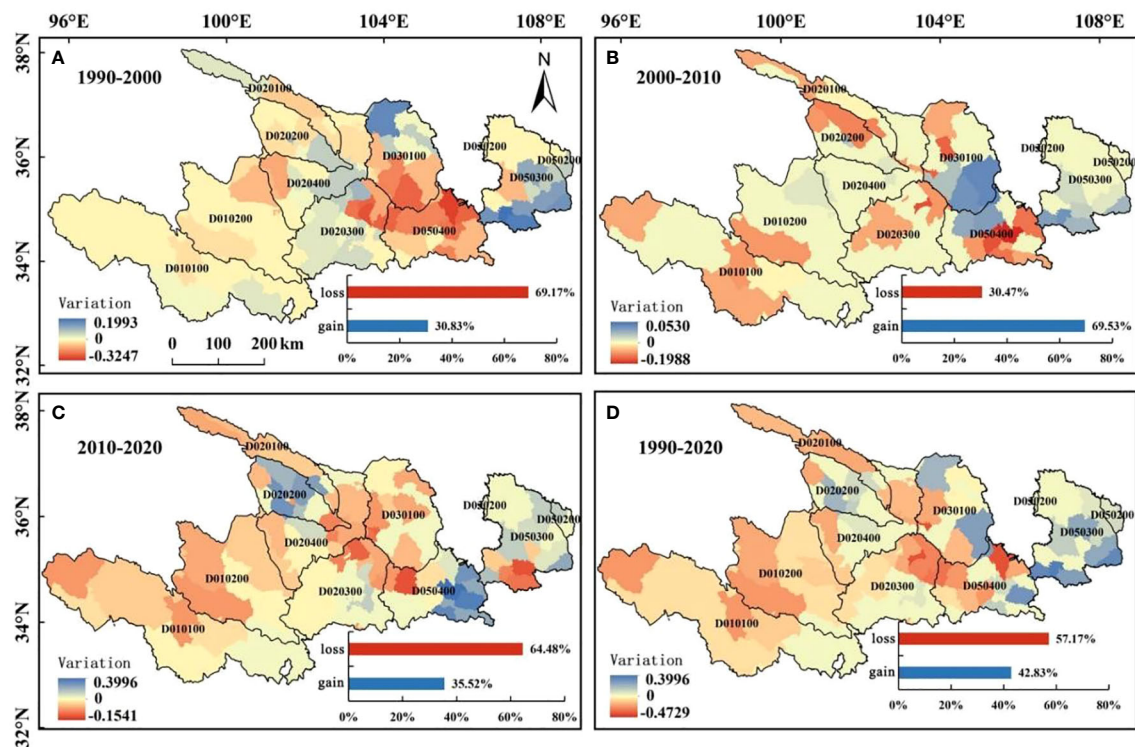 96°E 100°E 104°E 108°E 96°E 100°E 104°E 108°E
38°N
36°N
34°N
32°N
A
1990-2000
N
D020100
D020200
D030100
D020400
D010200
D020300
D050400
D010100
D030200
D050200
D050300
Variation
0.1993
0
-0.3247
0 100 200 km
loss 69.17%
gain 30.83%
0% 20% 40% 60% 80%
B
2000-2010
D020100
D020200
D030100
D020400
D010200
D020300
D050400
D010100
D030200
D050200
D050300
Variation
0.0530
0
-0.1988
loss 30.47%
gain 69.53%
0% 20% 40% 60% 80%
38°N
36°N
34°N
32°N
C
2010-2020
D020100
D020200
D030100
D020400
D010200
D020300
D050400
D010100
D030200
D050200
D050300
Variation
0.3996
0
-0.1541
loss 64.48%
gain 35.52%
0% 20% 40% 60% 80%
D
1990-2020
D020100
D020200
D030100
D020400
D010200
D020300
D050400
D010100
D030200
D050200
D050300
Variation
0.3996
0
-0.4729
loss 57.17%
gain 42.83%
0% 20% 40% 60% 80%